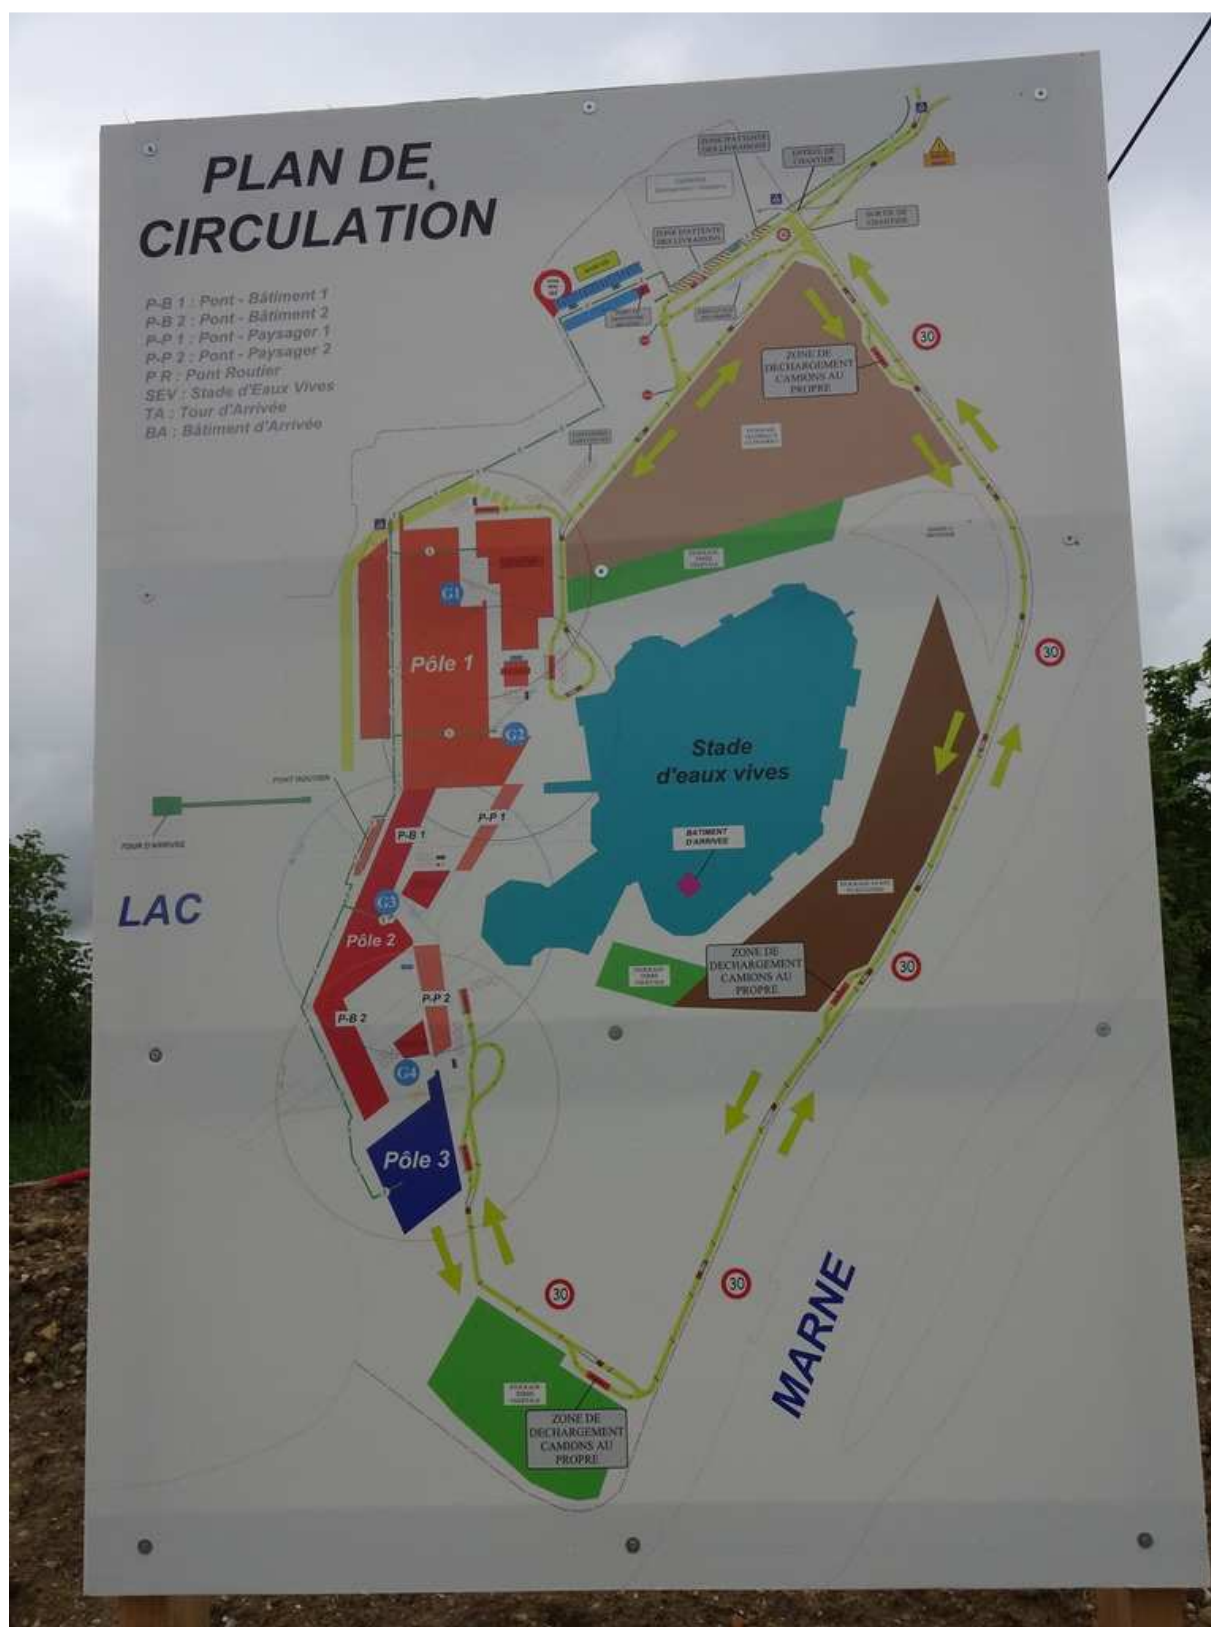 PLAN DE
CIRCULATION
P-B 1 : Pont - Bâtiment 1
P-B 2 : Pont - Bâtiment 2
P-P 1 : Pont - Paysager 1
P-P 2 : Pont - Paysager 2
P R : Pont Routier
SEV : Stade d'Eaux Vives
TA : Tour d'Arrivée
BA : Bâtiment d'Arrivée
ZONE D'ATTENTE
DES LIVRAISONS
ENTREE DE
CHANTIER
SORTIE DE
CHANTIER
ZONE D'ATTENTE
DES LIVRAISONS
30
ZONE DE
DECHARGEMENT
CAMIONS AU
PROPRE
G1
Pôle 1
30
G2
Stade
d'eaux vives
PONT ROUTIER
P-B 1
P-P 1
BATIMENT
D'ARRIVEE
TOUR D'ARRIVEE
LAC
G3
Pôle 2
ZONE DE
DECHARGEMENT
CAMIONS AU
PROPRE
30
P-P 2
P-B 2
G4
Pôle 3
30
30
MARNE
ZONE DE
DECHARGEMENT
CAMIONS AU
PROPRE